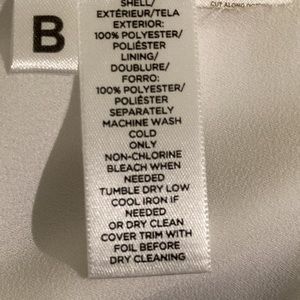 CUT ALONG
B
SHELL/
EXTÉRIEUR/TELA
EXTERIOR:
100% POLYESTER/
POLIÉSTER
LINING/
DOUBLURE/
FORRO:
100% POLYESTER/
POLIÉSTER
SEPARATELY
MACHINE WASH
COLD
ONLY
NON-CHLORINE
BLEACH WHEN
NEEDED
TUMBLE DRY LOW
COOL IRON IF
NEEDED
OR DRY CLEAN
COVER TRIM WITH
FOIL BEFORE
DRY CLEANING